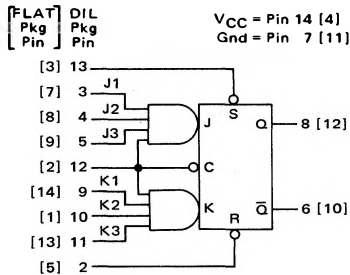 [FLAT] DIL
Pkg Pkg
Pin Pin
VCC = Pin 14 [4]
Gnd = Pin 7 [11]
[3] 13
[7] 3 J1
[8] 4 J2
[9] 5 J3
[2] 12
[14] 9 K1
[1] 10 K2
[13] 11 K3
[5] 2
J
S
Q
8 [12]
C
K
R
Q̅
6 [10]